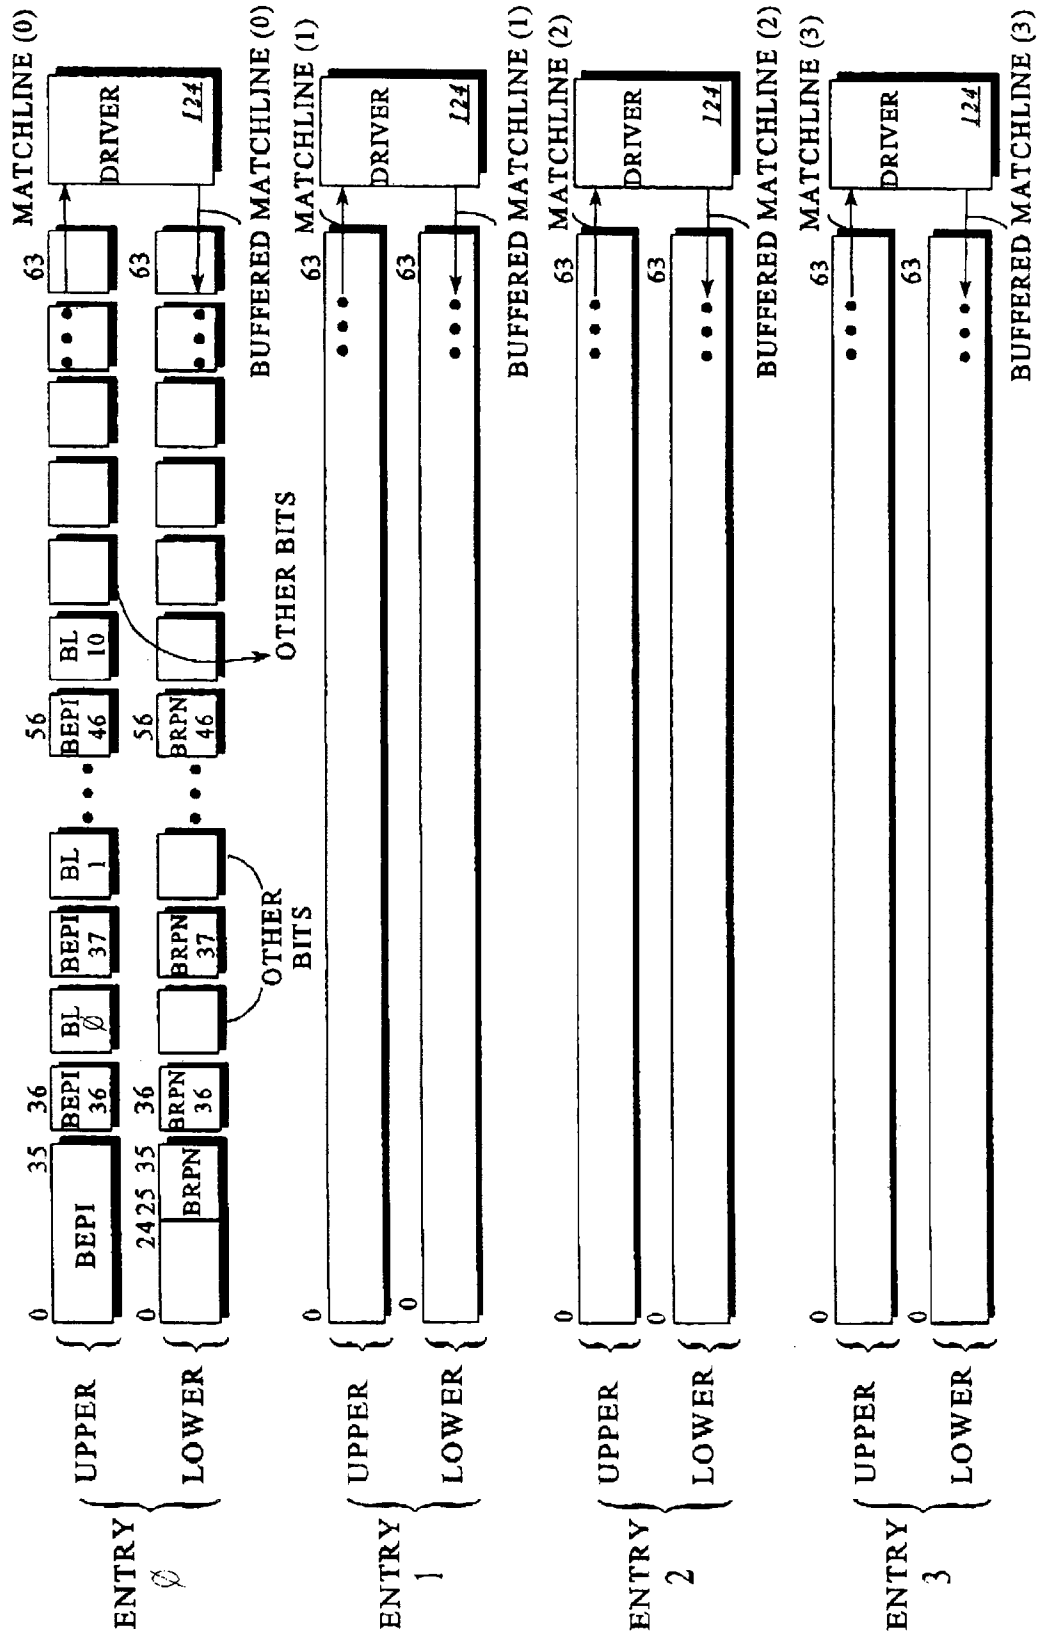 MATCHLINE (0)
0 35 36 56 63
ENTRY Ø
UPPER
BEPI
BEPI 36
BL Ø
BEPI 37
BL 1
BEPI 46
BL 10
DRIVER
124
0 24 25 35 36 56 63
LOWER
BRPN
BRPN 36
BRPN 37
BRPN 46
OTHER BITS
OTHER BITS
BUFFERED MATCHLINE (0)
MATCHLINE (1)
ENTRY 1
UPPER
0 63
DRIVER
124
LOWER
0 63
BUFFERED MATCHLINE (1)
MATCHLINE (2)
ENTRY 2
UPPER
0 63
DRIVER
124
LOWER
0 63
BUFFERED MATCHLINE (2)
MATCHLINE (3)
ENTRY 3
UPPER
0 63
DRIVER
124
LOWER
0 63
BUFFERED MATCHLINE (3)